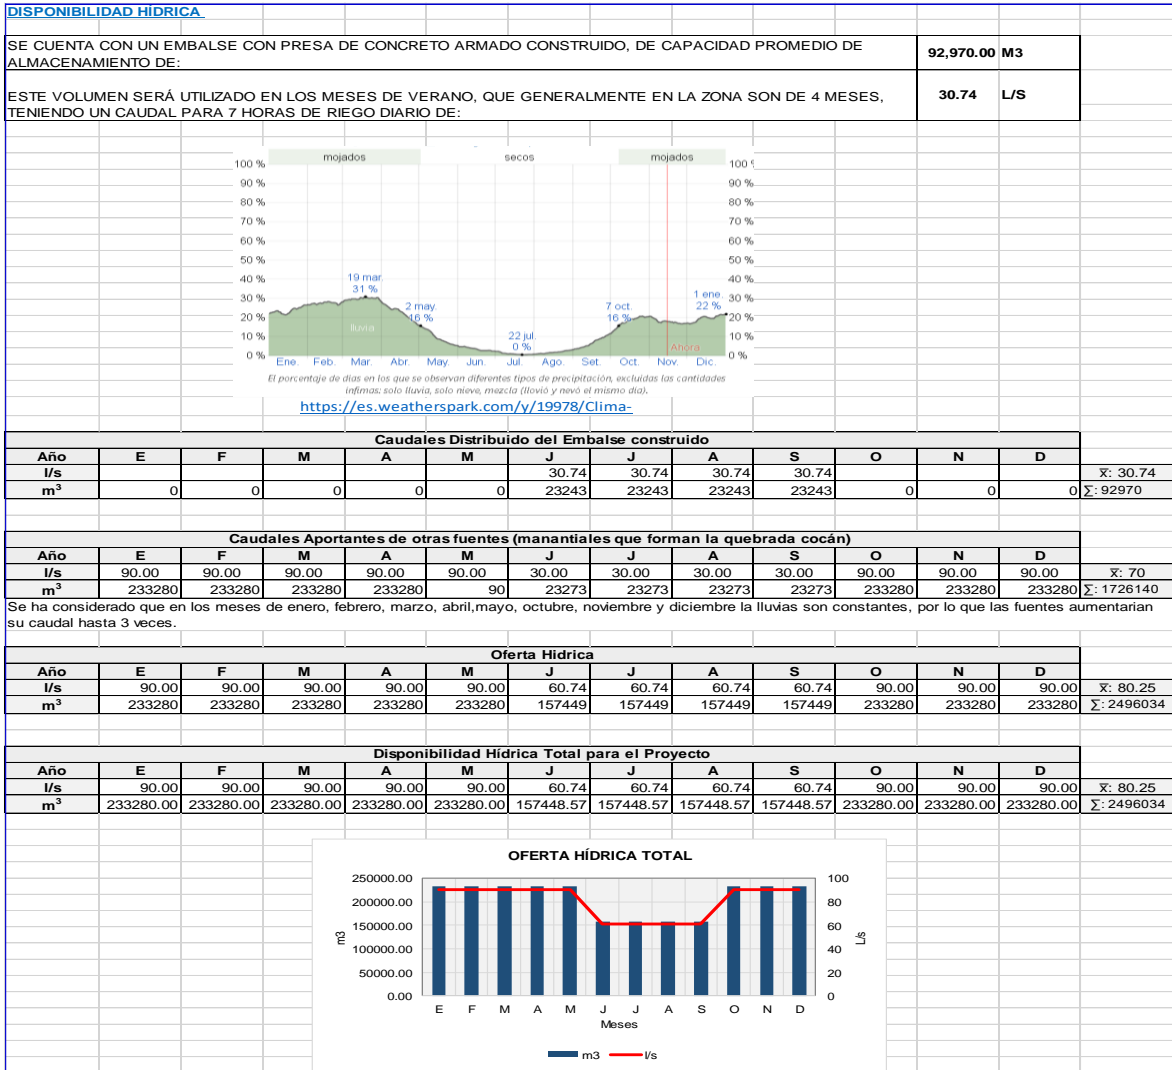 DISPONIBILIDAD HÍDRICA
SE CUENTA CON UN EMBALSE CON PRESA DE CONCRETO ARMADO CONSTRUIDO, DE CAPACIDAD PROMEDIO DE
ALMACENAMIENTO DE:
92,970.00 M3
ESTE VOLUMEN SERÁ UTILIZADO EN LOS MESES DE VERANO, QUE GENERALMENTE EN LA ZONA SON DE 4 MESES,
TENIENDO UN CAUDAL PARA 7 HORAS DE RIEGO DIARIO DE:
30.74 L/S
mojados secos mojados
100 % 100 %
90 % 90 %
80 % 80 %
70 % 70 %
60 % 60 %
50 % 50 %
40 % 40 %
30 % 30 %
20 % 20 %
10 % 10 %
0 % 0 %
19 mar.
31 %
2 may.
16 %
22 jul.
0 %
7 oct.
16 %
1 ene.
22 %
lluvia
Ahora
Ene. Feb. Mar. Abr. May. Jun. Jul. Ago. Set. Oct. Nov. Dic.
El porcentaje de días en los que se observan diferentes tipos de precipitación, excluidas las cantidades
ínfimas: solo lluvia, solo nieve, mezcla (llovió y nevó el mismo día).
https://es.weatherspark.com/y/19978/Clima-
Caudales Distribuido del Embalse construido
Año E F M A M J J A S O N D
l/s 30.74 30.74 30.74 30.74 x̅: 30.74
m³ 0 0 0 0 0 23243 23243 23243 23243 0 0 0 ∑: 92970
Caudales Aportantes de otras fuentes (manantiales que forman la quebrada cocán)
Año E F M A M J J A S O N D
l/s 90.00 90.00 90.00 90.00 90.00 30.00 30.00 30.00 30.00 90.00 90.00 90.00 x̅: 70
m³ 233280 233280 233280 233280 90 23273 23273 23273 23273 233280 233280 233280 ∑: 1726140
Se ha considerado que en los meses de enero, febrero, marzo, abril,mayo, octubre, noviembre y diciembre la lluvias son constantes, por lo que las fuentes aumentarian
su caudal hasta 3 veces.
Oferta Hidrica
Año E F M A M J J A S O N D
l/s 90.00 90.00 90.00 90.00 90.00 60.74 60.74 60.74 60.74 90.00 90.00 90.00 x̅: 80.25
m³ 233280 233280 233280 233280 233280 157449 157449 157449 157449 233280 233280 233280 ∑: 2496034
Disponibilidad Hídrica Total para el Proyecto
Año E F M A M J J A S O N D
l/s 90.00 90.00 90.00 90.00 90.00 60.74 60.74 60.74 60.74 90.00 90.00 90.00 x̅: 80.25
m³ 233280.00 233280.00 233280.00 233280.00 233280.00 157448.57 157448.57 157448.57 157448.57 233280.00 233280.00 233280.00 ∑: 2496034
OFERTA HÍDRICA TOTAL
250000.00 100
200000.00 80
150000.00 60
100000.00 40
50000.00 20
0.00 0
m3
L/s
E F M A M J J A S O N D
Meses
m3 l/s